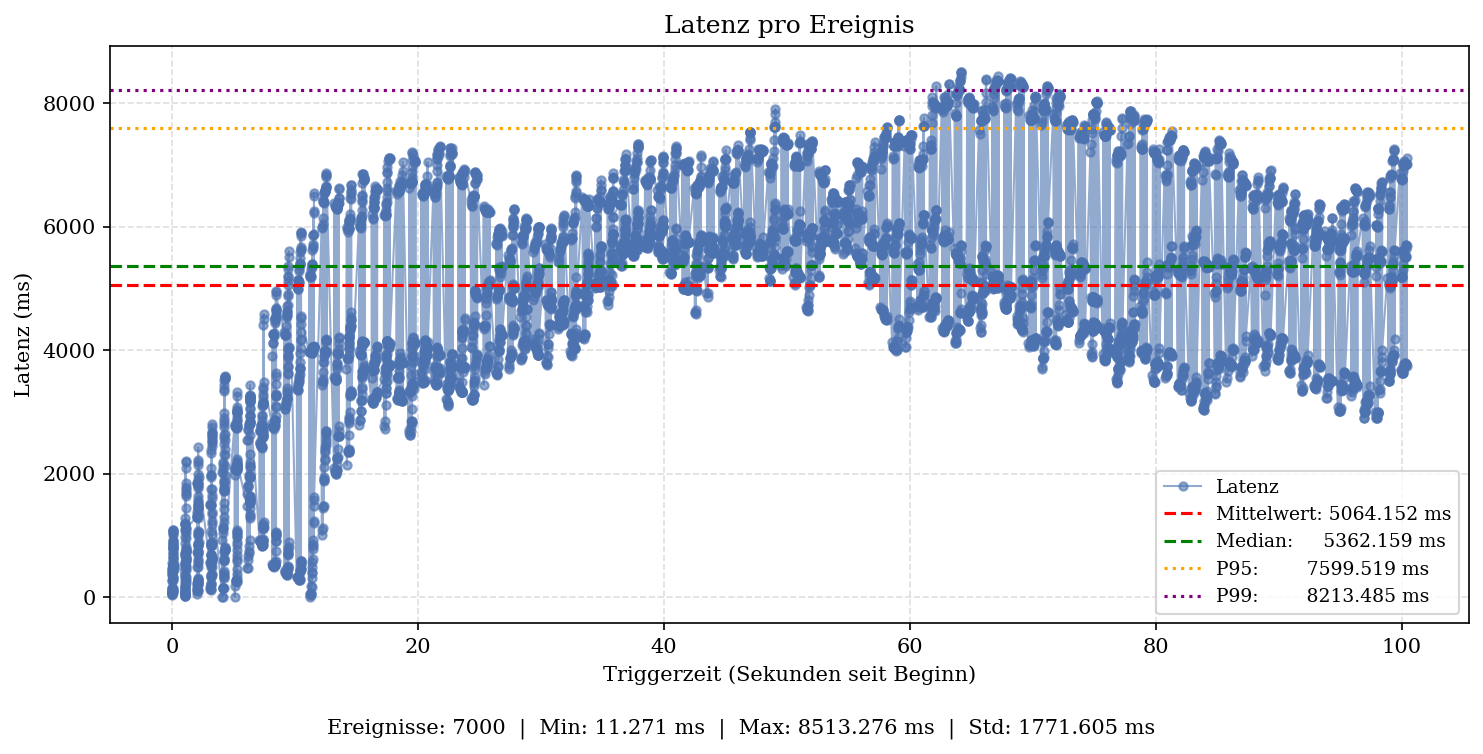 Latenz pro Ereignis
Latenz (ms)
8000
6000
4000
2000
0
Latenz
Mittelwert: 5064.152 ms
Median: 5362.159 ms
P95: 7599.519 ms
P99: 8213.485 ms
0 20 40 60 80 100
Triggerzeit (Sekunden seit Beginn)
Ereignisse: 7000 | Min: 11.271 ms | Max: 8513.276 ms | Std: 1771.605 ms